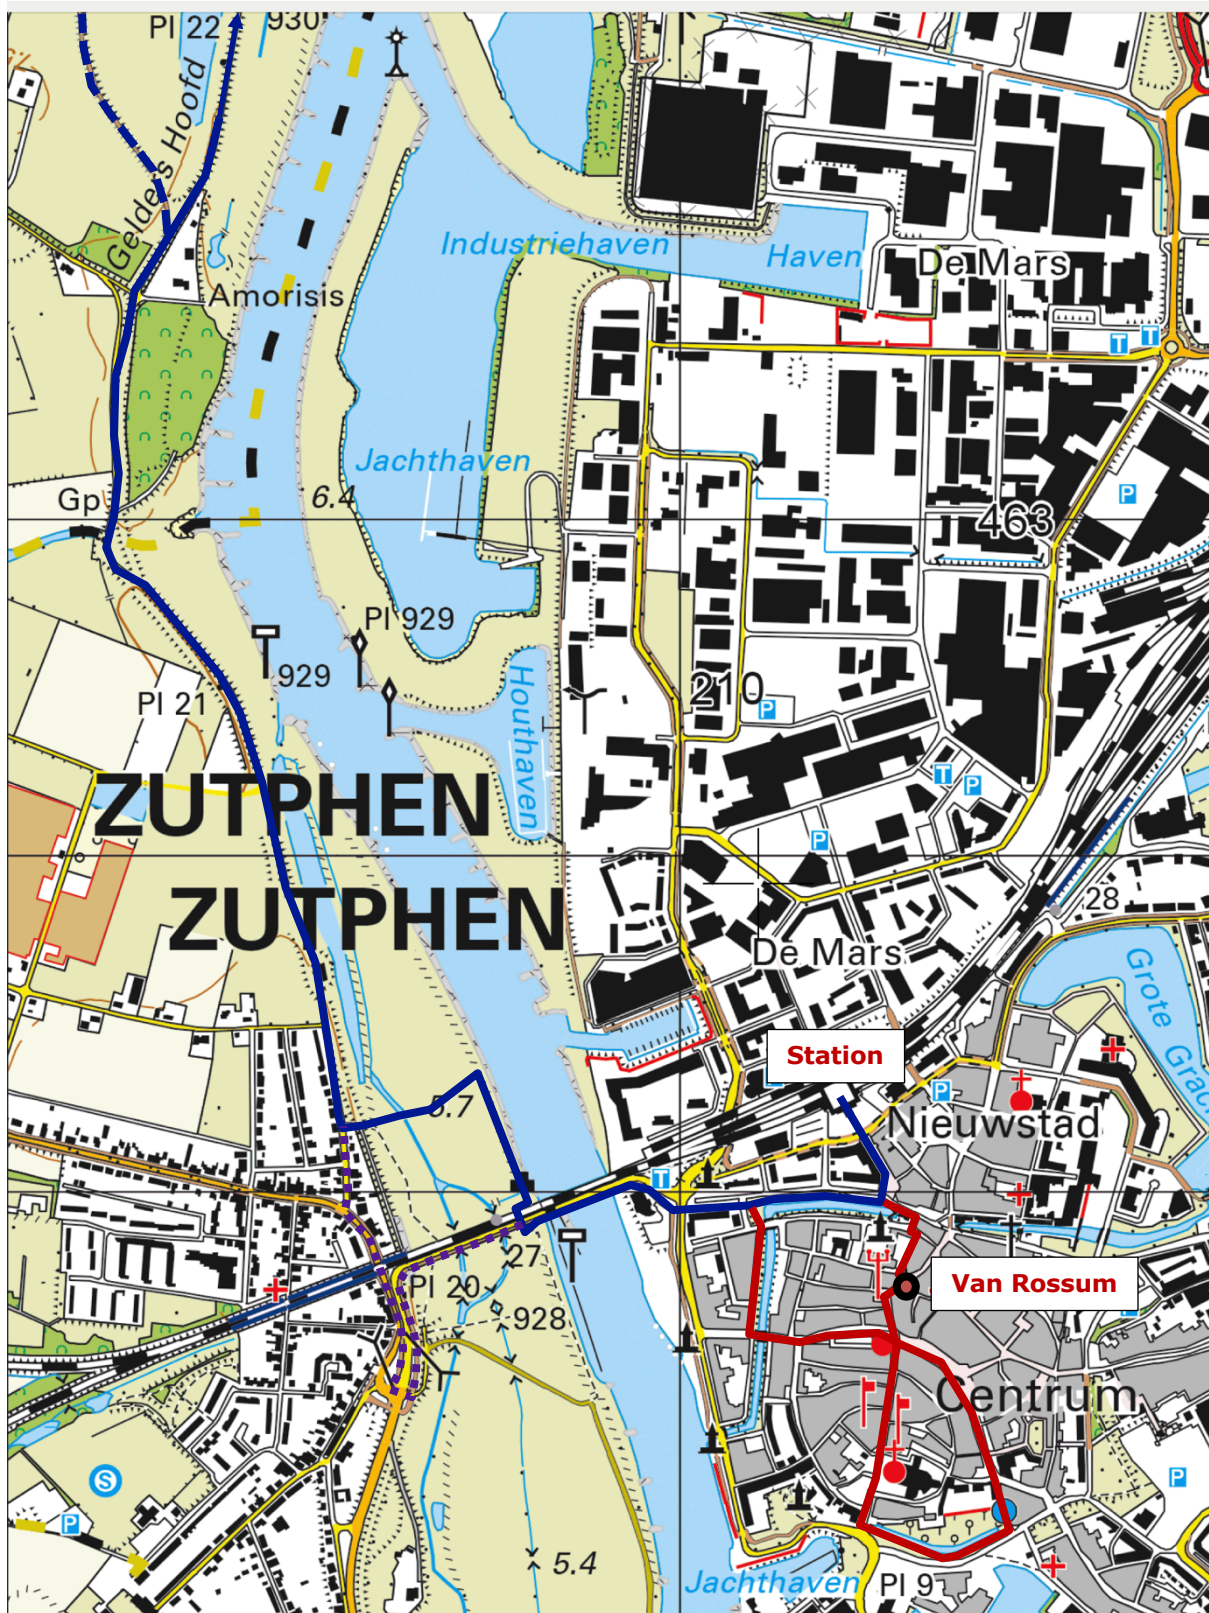 Pl 22
930
Gelders Hoofd
Industriehaven
Haven
De Mars
Amorisis
T
T
Jachthaven
6.4
Gp
P
463
Pl 929
929
Houthaven
210
Pl 21
P
T
P
ZUTPHEN
P
ZUTPHEN
28
De Mars
Grote Gracht
Station
P
5.7
Nieuwstad
T
27
Pl 20
928
Van Rossum
Centrum
S
P
P
5.4
Jachthaven
Pl 9